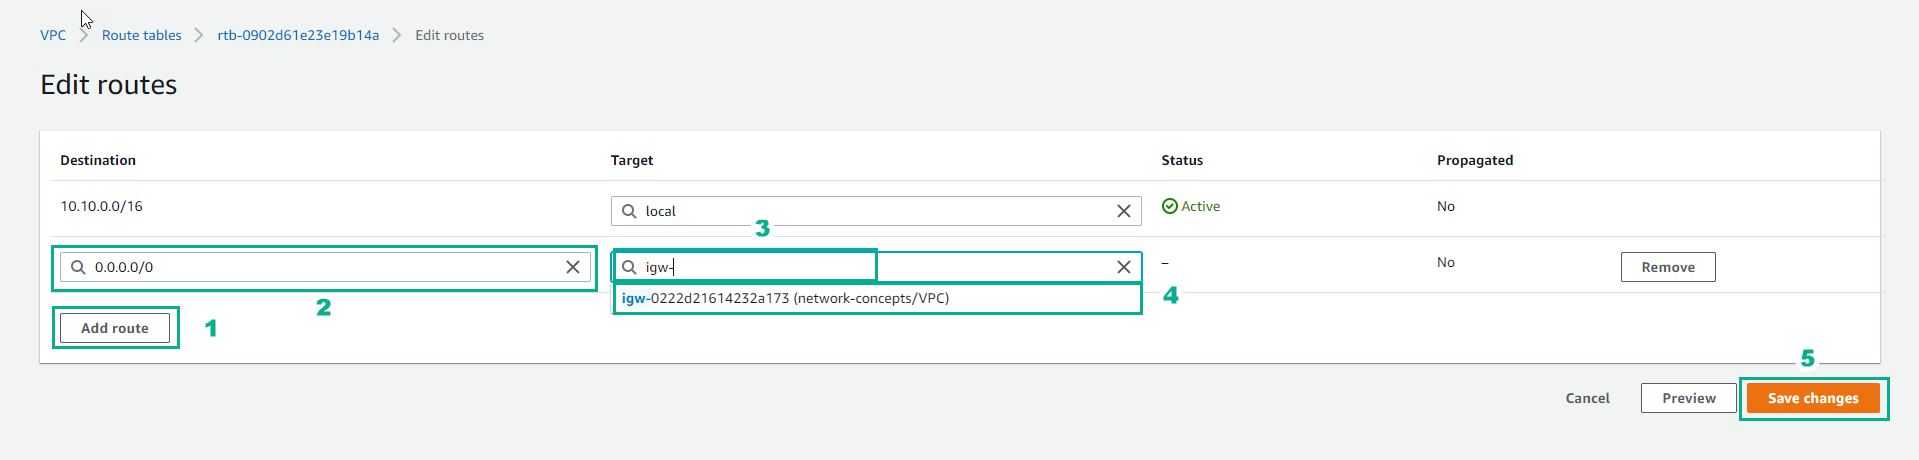 VPC > Route tables > rtb-0902d61e23e19b14a > Edit routes
Edit routes
Destination Target Status Propagated
10.10.0.0/16 local Active No
3
0.0.0.0/0 igw- – No Remove
2 igw-0222d21614232a173 (network-concepts/VPC) 4
Add route 1
5
Cancel Preview Save changes